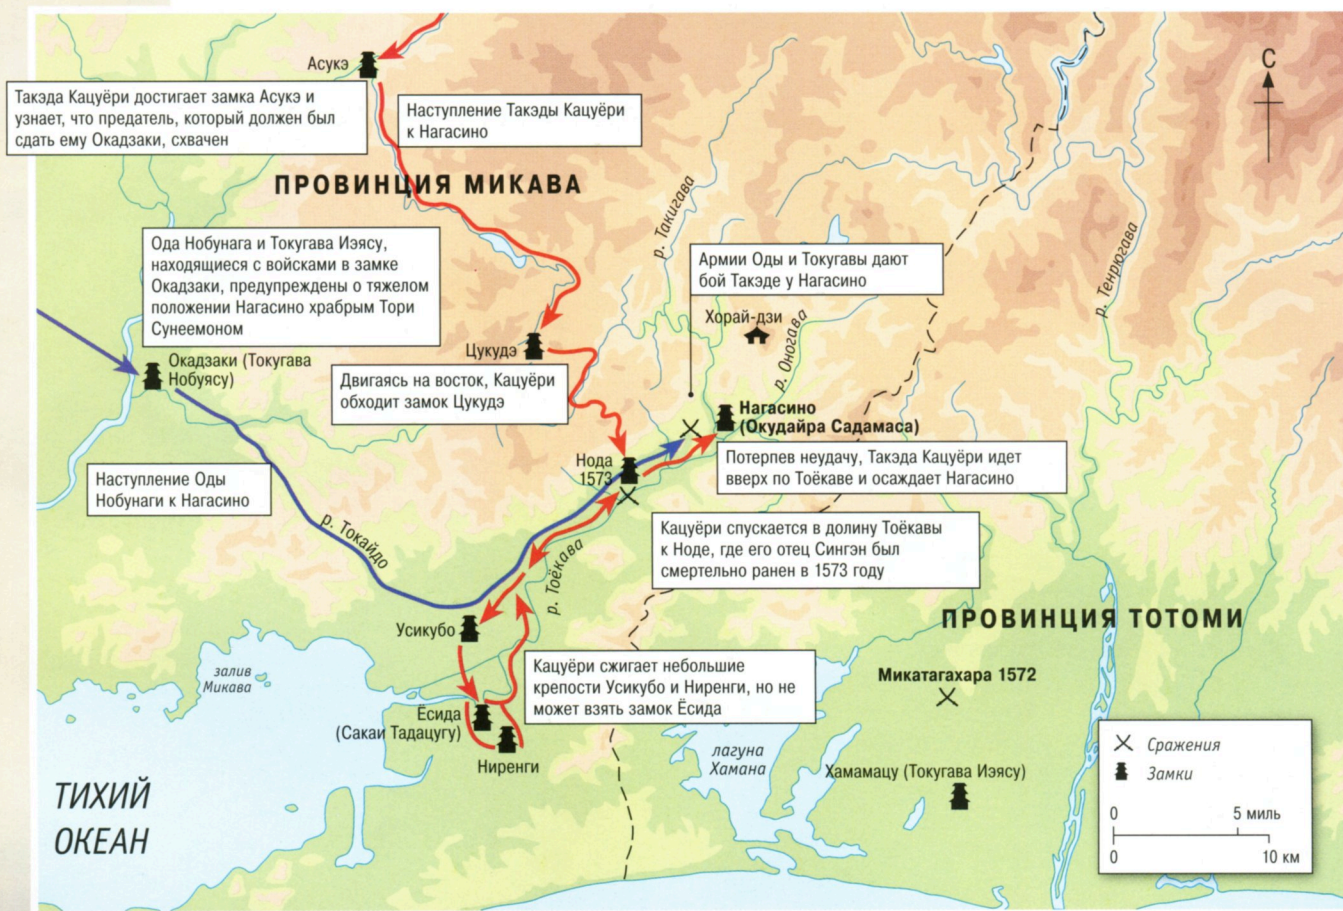 С
Асукэ
Такэда Кацуёри достигает замка Асукэ и
узнает, что предатель, который должен был
сдать ему Окадзаки, схвачен
Наступление Такэды Кацуёри
к Нагасино
ПРОВИНЦИЯ МИКАВА
р. Такигава
Ода Нобунага и Токугава Иэясу,
находящиеся с войсками в замке
Окадзаки, предупреждены о тяжелом
положении Нагасино храбрым Тори
Сунеемоном
Армии Оды и Токугавы дают
бой Такэде у Нагасино
р. Тенрюгава
Хорай-дзи
р. Оногава
Цукудэ
Окадзаки (Токугава
Нобуясу)
Двигаясь на восток, Кацуёри
обходит замок Цукудэ
Нагасино
(Окудайра Садамаса)
Нода
1573
Потерпев неудачу, Такэда Кацуёри идет
вверх по Тоёкаве и осаждает Нагасино
Наступление Оды
Нобунаги к Нагасино
р. Токайдо
Кацуёри спускается в долину Тоёкавы
к Ноде, где его отец Сингэн был
смертельно ранен в 1573 году
р. Тоёкава
ПРОВИНЦИЯ ТОТОМИ
Усикубо
залив
Микава
Кацуёри сжигает небольшие
крепости Усикубо и Ниренги, но не
может взять замок Ёсида
Микатагахара 1572
Ёсида
(Сакаи Тадацугу)
Ниренги
лагуна
Хамана
Хамамацу (Токугава Иэясу)
ТИХИЙ
ОКЕАН
Сражения
Замки
0
5 миль
0
10 км